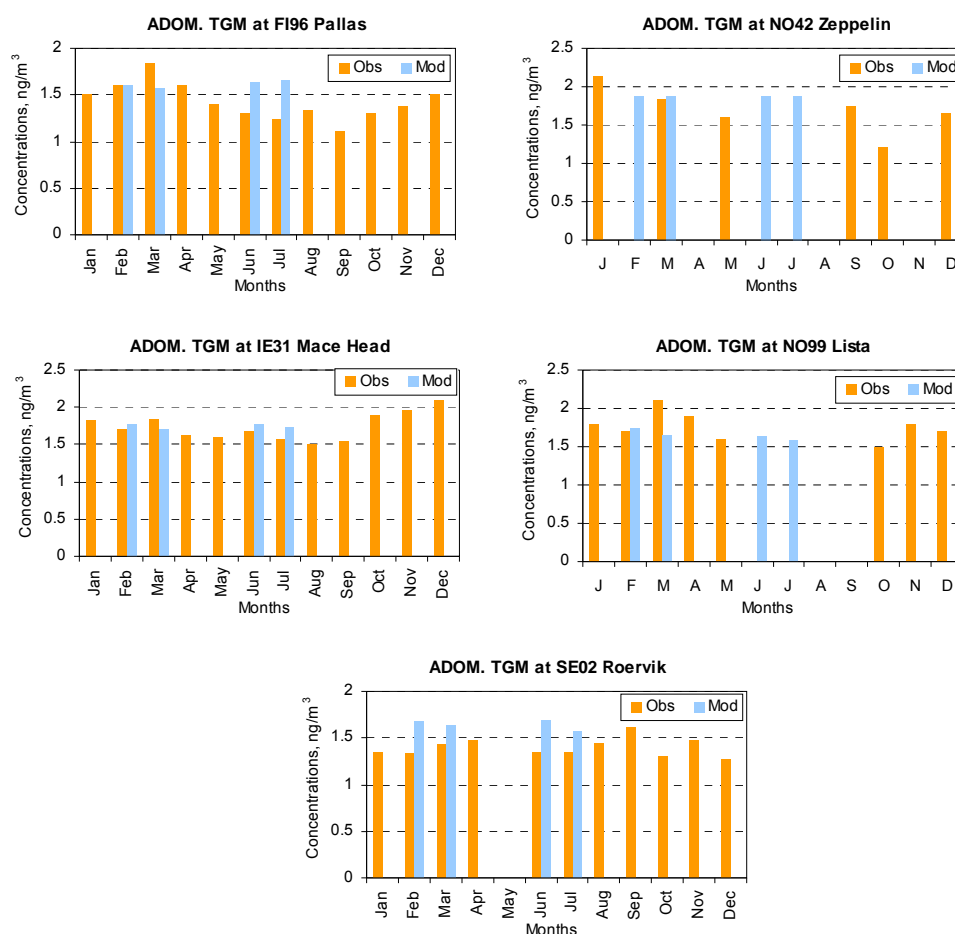 ADOM. TGM at FI96 Pallas
Concentrations, ng/m³
2
1.5
1
0.5
0
Obs Mod
Jan Feb Mar Apr May Jun Jul Aug Sep Oct Nov Dec
Months
ADOM. TGM at NO42 Zeppelin
Concentrations, ng/m³
2.5
2
1.5
1
0.5
0
Obs Mod
J F M A M J J A S O N D
Months
ADOM. TGM at IE31 Mace Head
Concentrations, ng/m³
2.5
2
1.5
1
0.5
0
Obs Mod
Jan Feb Mar Apr May Jun Jul Aug Sep Oct Nov Dec
Months
ADOM. TGM at NO99 Lista
Concentrations, ng/m³
2.5
2
1.5
1
0.5
0
Obs Mod
J F M A M J J A S O N D
Months
ADOM. TGM at SE02 Roervik
Concentrations, ng/m³
2
1.5
1
0.5
0
Obs Mod
Jan Feb Mar Apr May Jun Jul Aug Sep Oct Nov Dec
Months